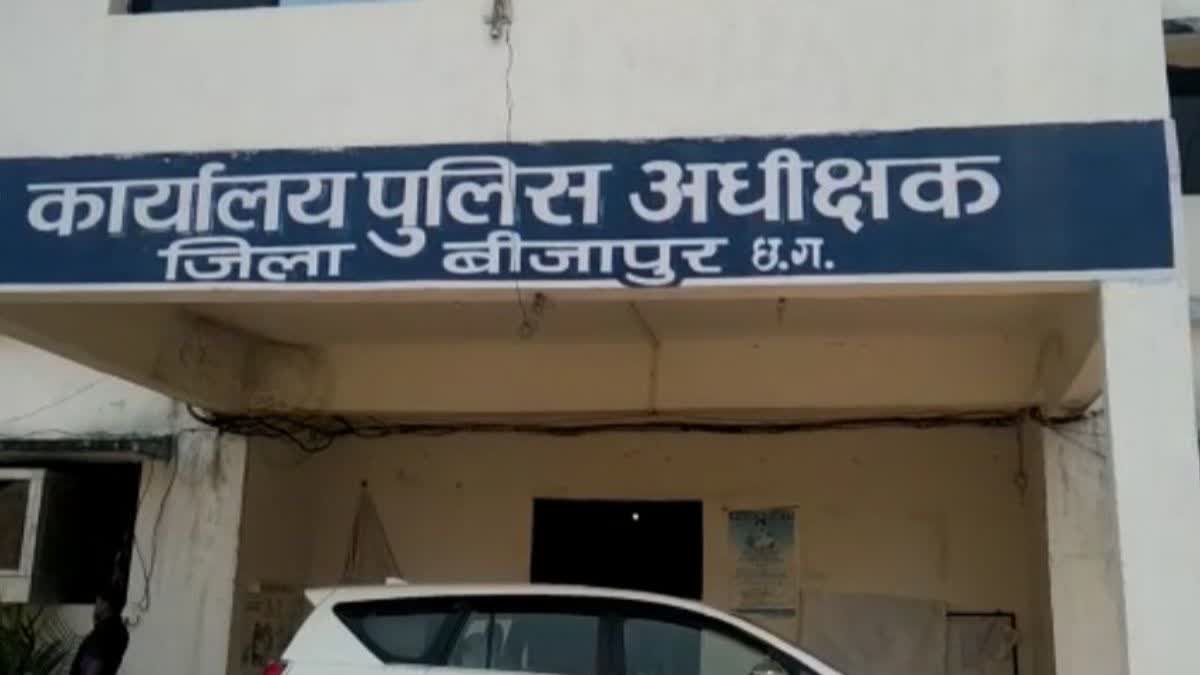 कार्यालय पुलिस अधीक्षक
जिला बीजापुर छ.ग.